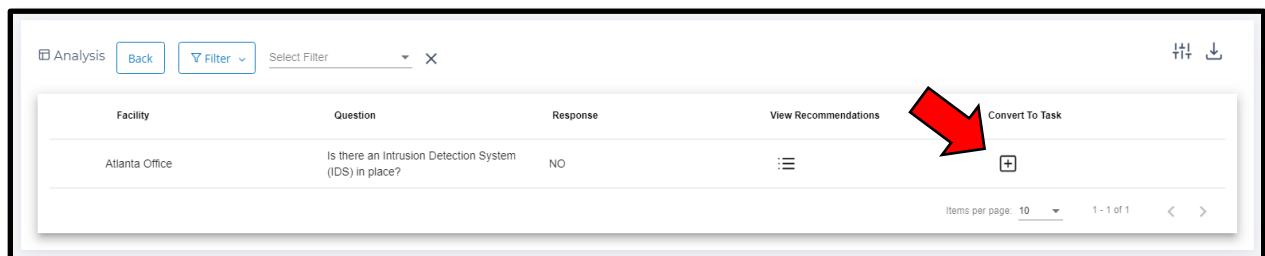 Analysis Back Filter Select Filter
Facility Question Response View Recommendations Convert To Task
Atlanta Office Is there an Intrusion Detection System NO
(IDS) in place?
Items per page: 10 1 - 1 of 1